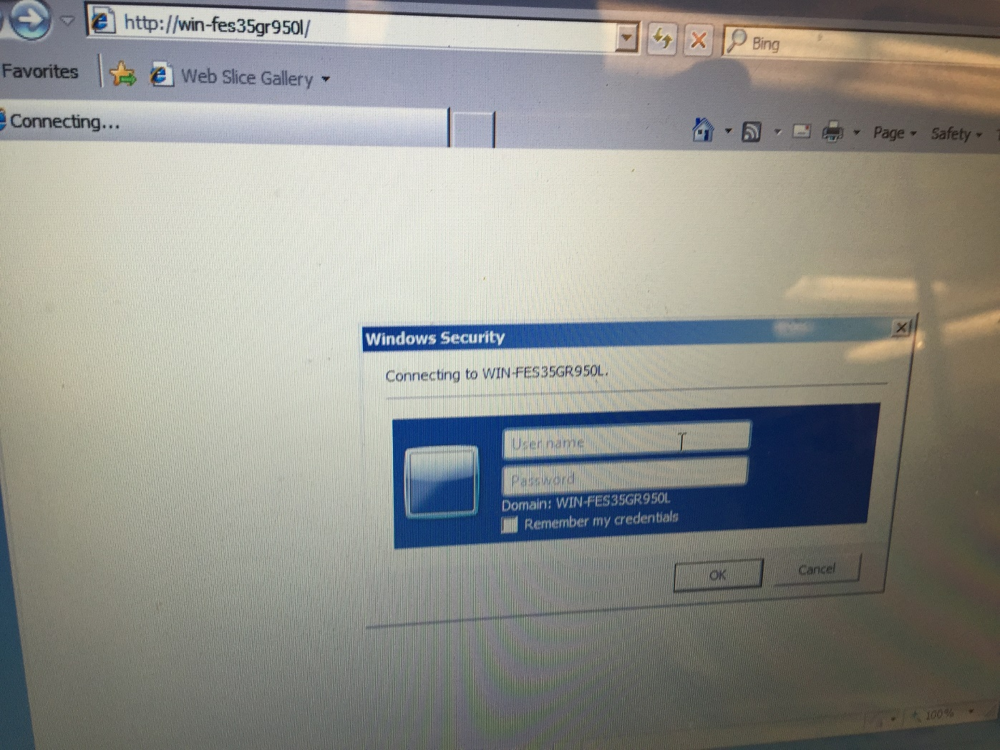 http://win-fes35gr950l/
Bing
Favorites
Web Slice Gallery
Connecting...
Page
Safety
Windows Security
Connecting to WIN-FES35GR950L.
User name
Password
Domain: WIN-FES35GR950L
Remember my credentials
OK
Cancel
100%